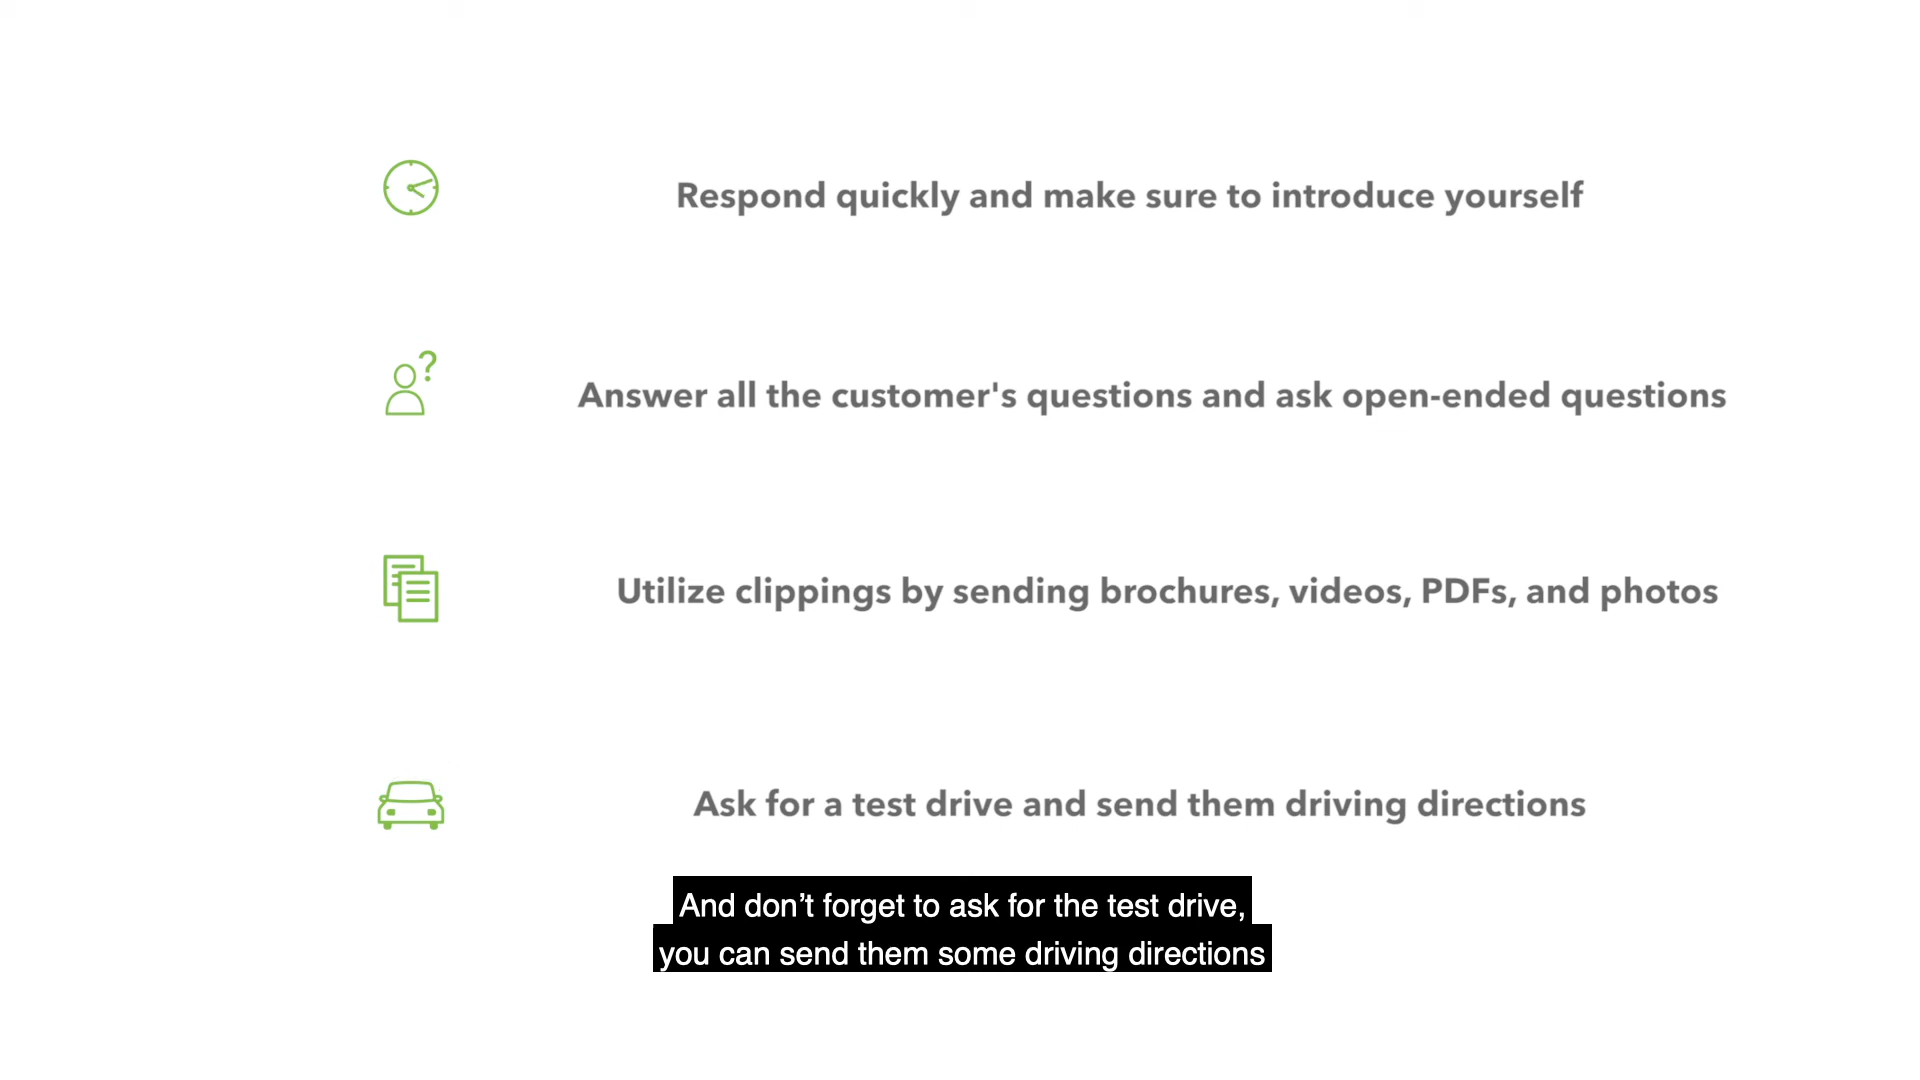 Respond quickly and make sure to introduce yourself
Answer all the customer's questions and ask open-ended questions
Utilize clippings by sending brochures, videos, PDFs, and photos
Ask for a test drive and send them driving directions
And don’t forget to ask for the test drive,
you can send them some driving directions